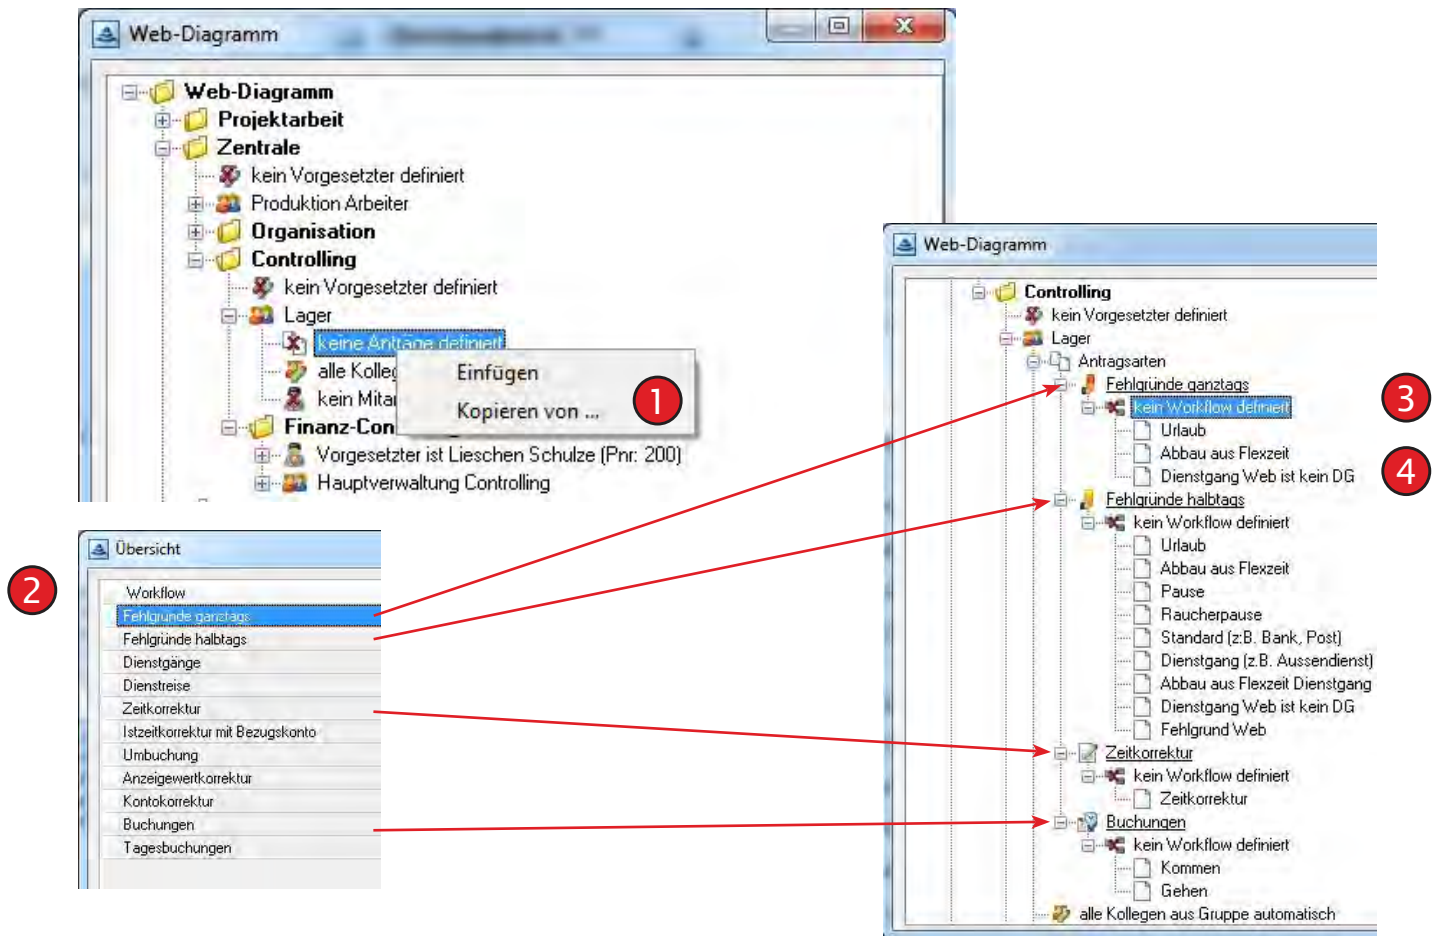 Web-Diagramm
Web-Diagramm
Projektarbeit
Zentrale
kein Vorgesetzter definiert
Produktion Arbeiter
Organisation
Controlling
kein Vorgesetzter definiert
Lager
keine Anträge definiert
alle Kolleg
kein Mitar
Einfügen
Kopieren von ...
1
Finanz-Con
Vorgesetzter ist Lieschen Schulze (Pnr: 200)
Hauptverwaltung Controlling
2
Übersicht
Workflow
Fehlgründe ganztags
Fehlgründe halbtags
Dienstgänge
Dienstreise
Zeitkorrektur
Istzeitkorrektur mit Bezugskonto
Umbuchung
Anzeigewertkorrektur
Kontokorrektur
Buchungen
Tagesbuchungen
Web-Diagramm
Controlling
kein Vorgesetzter definiert
Lager
Antragsarten
Fehlgründe ganztags
3
kein Workflow definiert
Urlaub
Abbau aus Flexzeit
4
Dienstgang Web ist kein DG
Fehlgründe halbtags
kein Workflow definiert
Urlaub
Abbau aus Flexzeit
Pause
Raucherpause
Standard (z.B. Bank, Post)
Dienstgang (z.B. Aussendienst)
Abbau aus Flexzeit Dienstgang
Dienstgang Web ist kein DG
Fehlgrund Web
Zeitkorrektur
kein Workflow definiert
Zeitkorrektur
Buchungen
kein Workflow definiert
Kommen
Gehen
alle Kollegen aus Gruppe automatisch